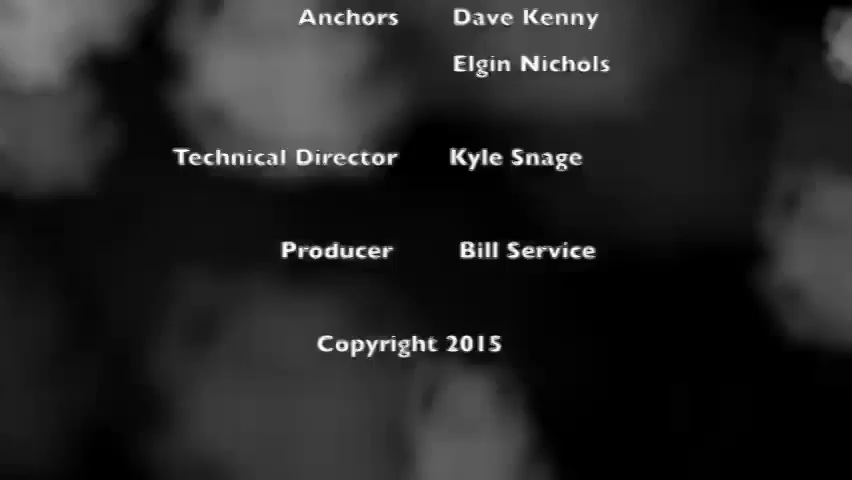 Anchors Dave Kenny
Elgin Nichols
Technical Director Kyle Snage
Producer Bill Service
Copyright 2015